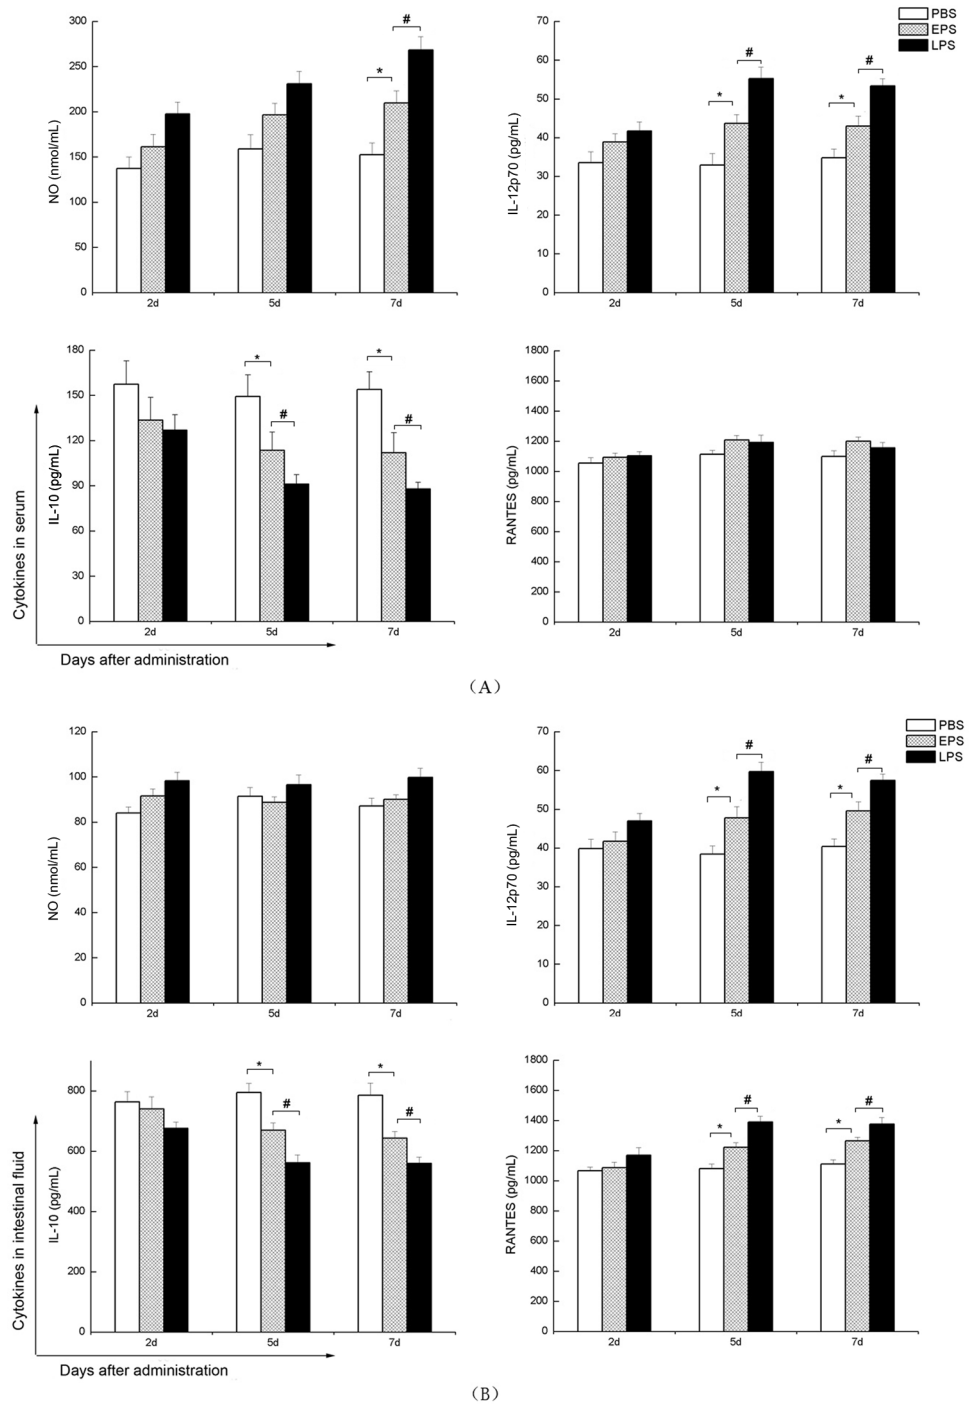 PBS
EPS
LPS
NO (nmol/mL)
300
250
200
150
100
50
0
* #
2d 5d 7d
IL-12p70 (pg/mL)
70
60
50
40
30
20
10
0
* # * #
2d 5d 7d
IL-10 (pg/mL)
180
150
120
90
60
30
0
* # * #
2d 5d 7d
RANTES (pg/mL)
1800
1600
1400
1200
1000
800
600
400
200
0
2d 5d 7d
Cytokines in serum
Days after administration
(A)
PBS
EPS
LPS
NO (nmol/mL)
120
100
80
60
40
20
0
2d 5d 7d
IL-12p70 (pg/mL)
70
60
50
40
30
20
10
0
* # * #
2d 5d 7d
IL-10 (pg/mL)
800
600
400
200
0
* # * #
2d 5d 7d
RANTES (pg/mL)
1800
1600
1400
1200
1000
800
600
400
200
0
* # * #
2d 5d 7d
Cytokines in intestinal fluid
Days after administration
(B)